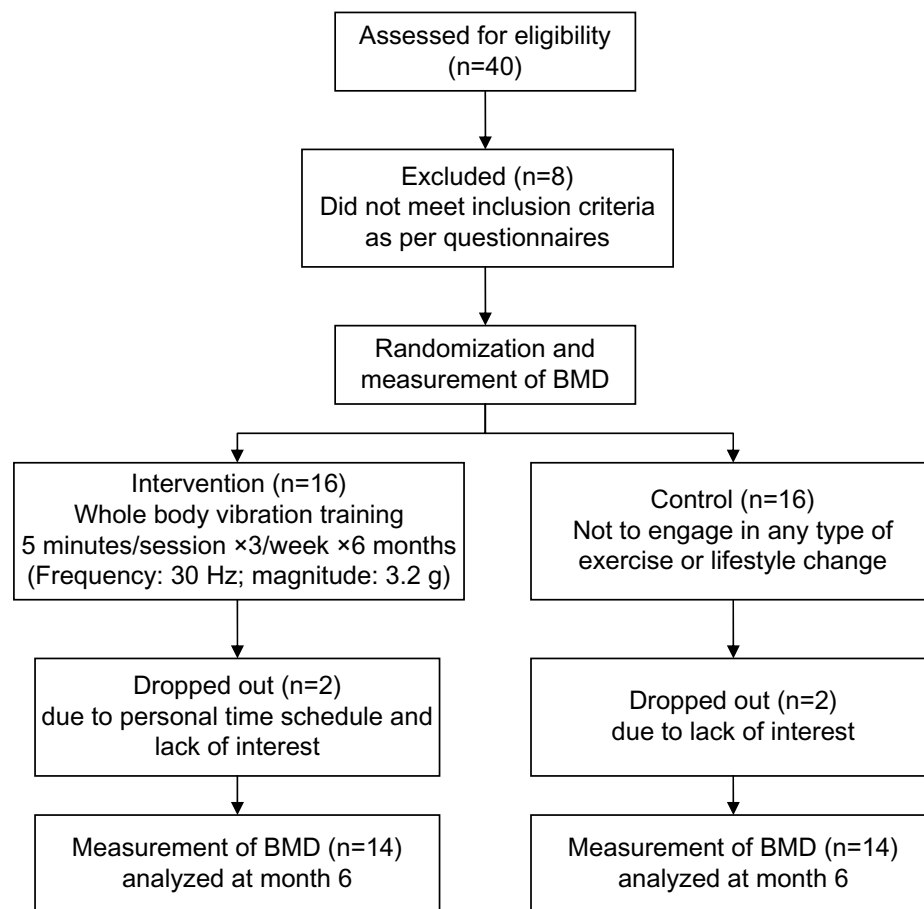 Assessed for eligibility
(n=40)
Excluded (n=8)
Did not meet inclusion criteria
as per questionnaires
Randomization and
measurement of BMD
Intervention (n=16)
Whole body vibration training
5 minutes/session ×3/week ×6 months
(Frequency: 30 Hz; magnitude: 3.2 g)
Control (n=16)
Not to engage in any type of
exercise or lifestyle change
Dropped out (n=2)
due to personal time schedule and
lack of interest
Dropped out (n=2)
due to lack of interest
Measurement of BMD (n=14)
analyzed at month 6
Measurement of BMD (n=14)
analyzed at month 6